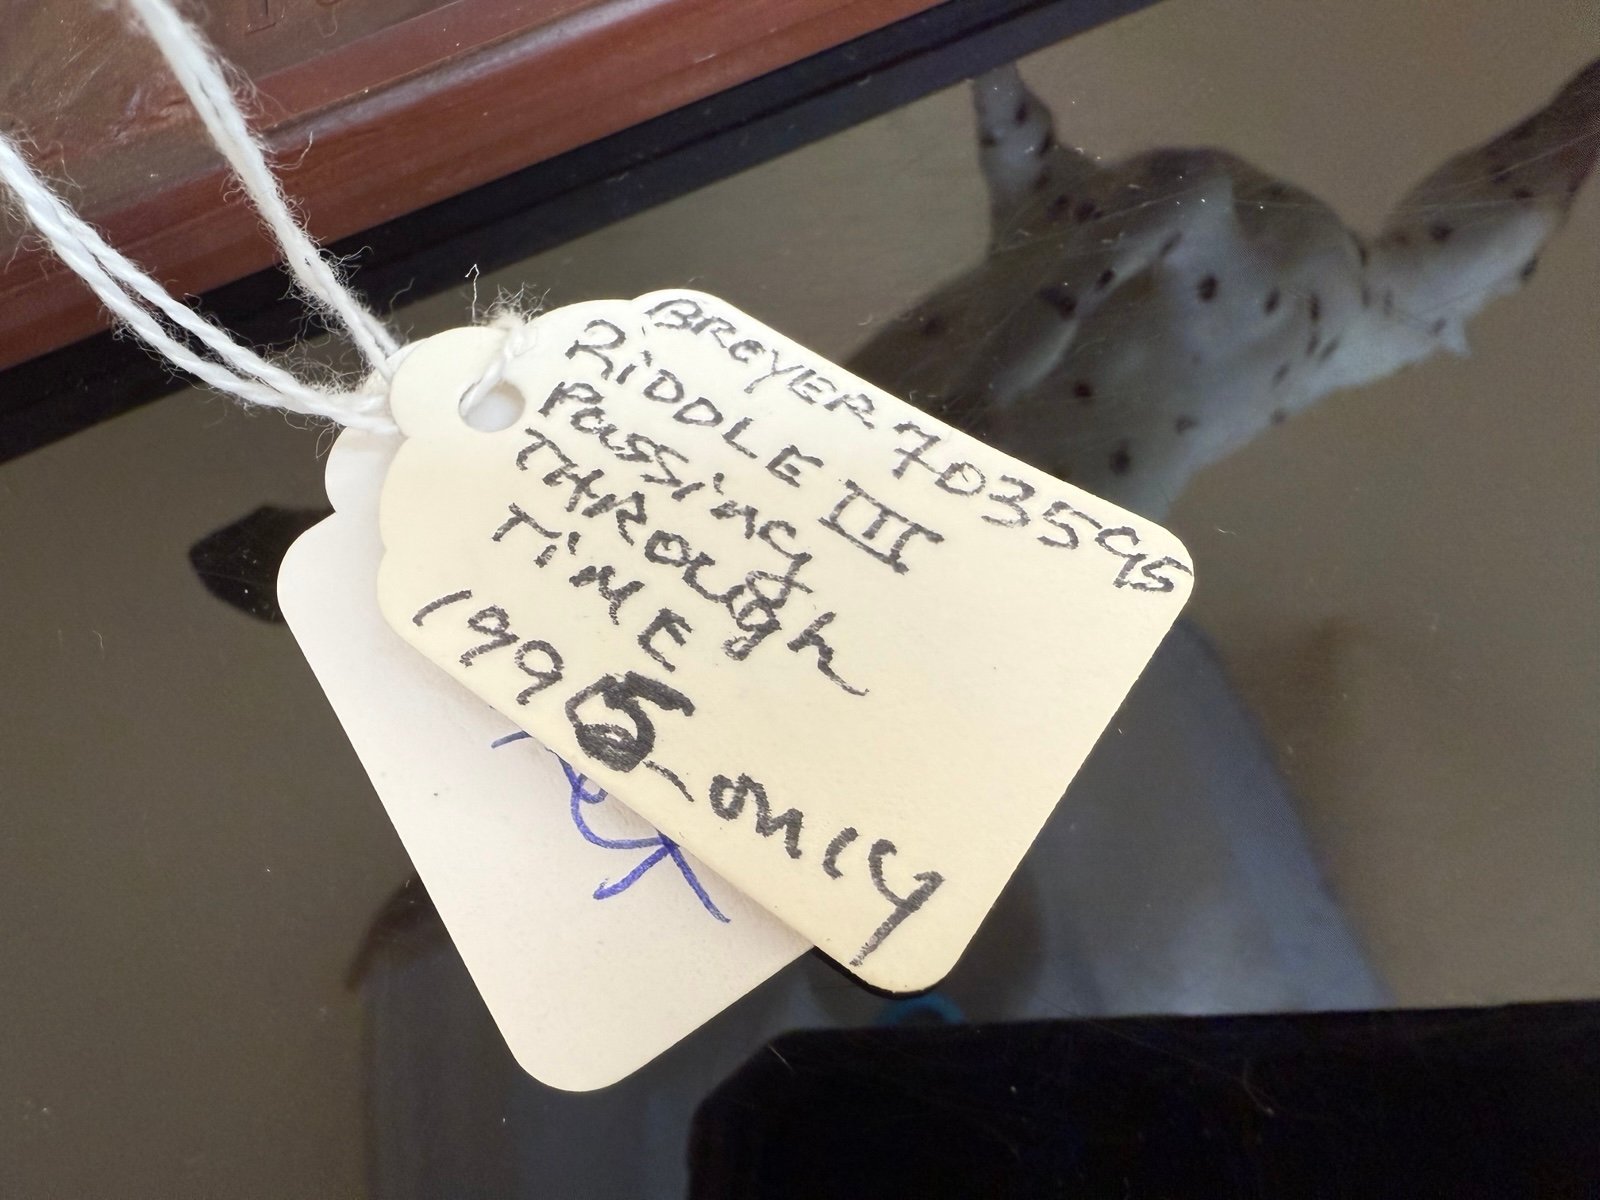 BREYER 703595
RIDDLE III
Passing
THROugh
TiME
1995 only